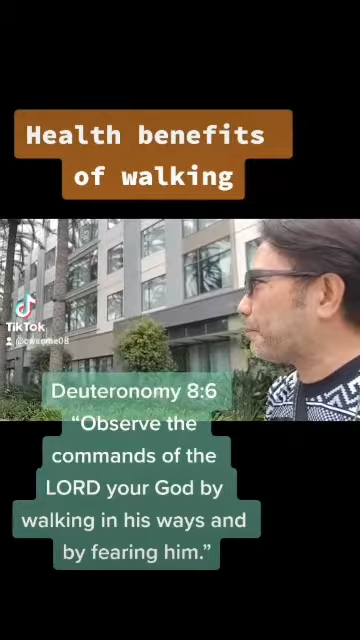 Health benefits
of walking
TikTok
@owsome08
Deuteronomy 8:6
“Observe the
commands of the
LORD your God by
walking in his ways and
by fearing him.”